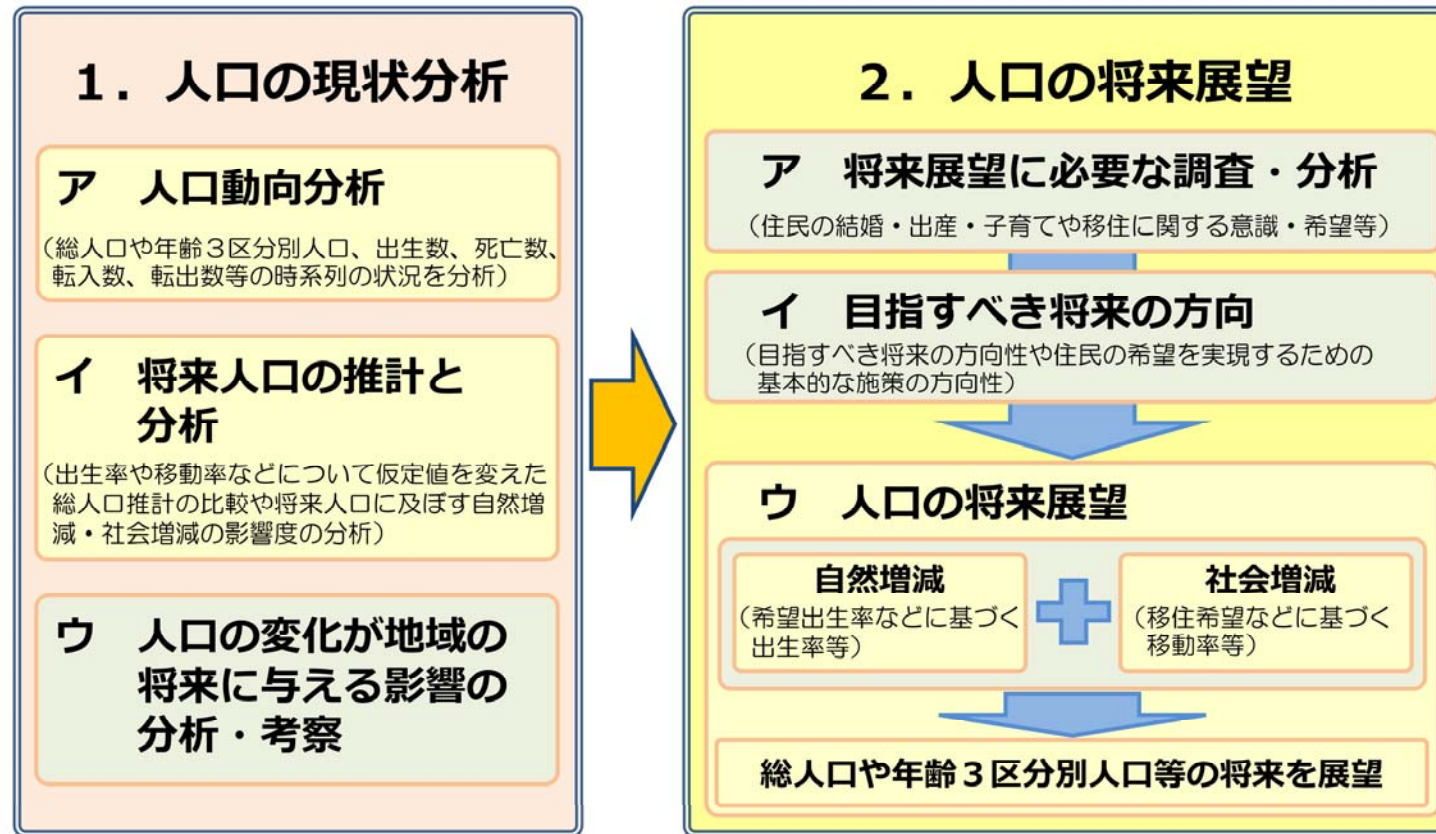 1．人口の現状分析
ア 人口動向分析
（総人口や年齢３区分別人口、出生数、死亡数、
転入数、転出数等の時系列の状況を分析）
イ 将来人口の推計と
分析
（出生率や移動率などについて仮定値を変えた
総人口推計の比較や将来人口に及ぼす自然増
減・社会増減の影響度の分析）
ウ 人口の変化が地域の
将来に与える影響の
分析・考察
2．人口の将来展望
ア 将来展望に必要な調査・分析
（住民の結婚・出産・子育てや移住に関する意識・希望等）
イ 目指すべき将来の方向
（目指すべき将来の方向性や住民の希望を実現するための
基本的な施策の方向性）
ウ 人口の将来展望
自然増減
（希望出生率などに基づく
出生率等）
社会増減
（移住希望などに基づく
移動率等）
総人口や年齢３区分別人口等の将来を展望